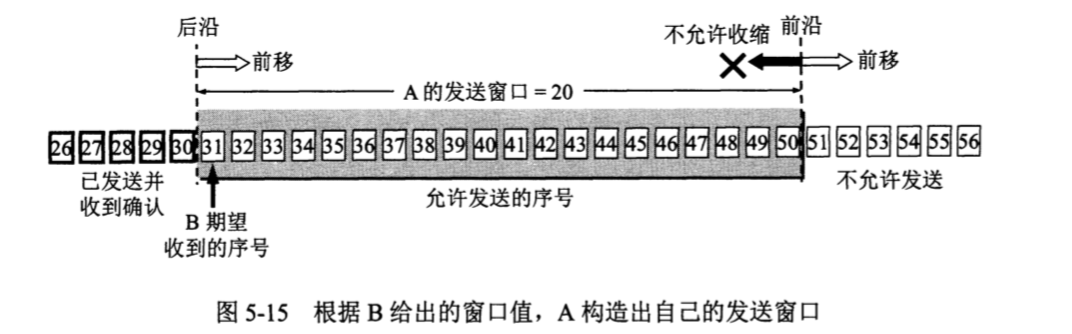 后沿
前移
不允许收缩
前沿
前移
A 的发送窗口 = 20
26 27 28 29 30 31 32 33 34 35 36 37 38 39 40 41 42 43 44 45 46 47 48 49 50 51 52 53 54 55 56
已发送并
收到确认
B 期望
收到的序号
允许发送的序号
不允许发送
图 5-15 根据 B 给出的窗口值，A 构造出自己的发送窗口